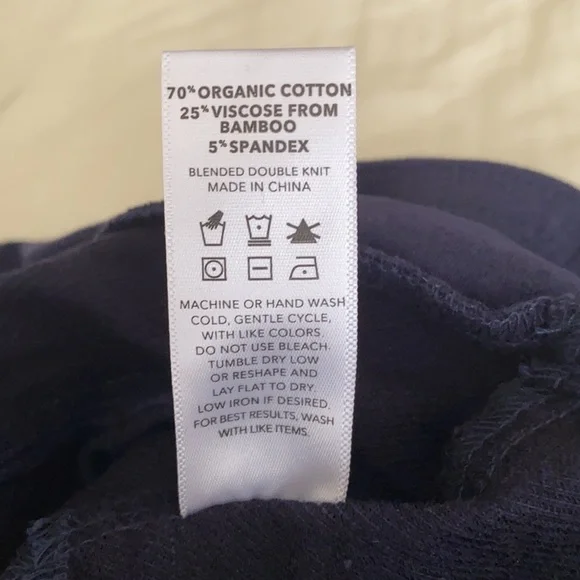 70% ORGANIC COTTON
25% VISCOSE FROM
BAMBOO
5% SPANDEX
BLENDED DOUBLE KNIT
MADE IN CHINA
MACHINE OR HAND WASH
COLD, GENTLE CYCLE,
WITH LIKE COLORS.
DO NOT USE BLEACH.
TUMBLE DRY LOW
OR RESHAPE AND
LAY FLAT TO DRY.
LOW IRON IF DESIRED.
FOR BEST RESULTS, WASH
WITH LIKE ITEMS.